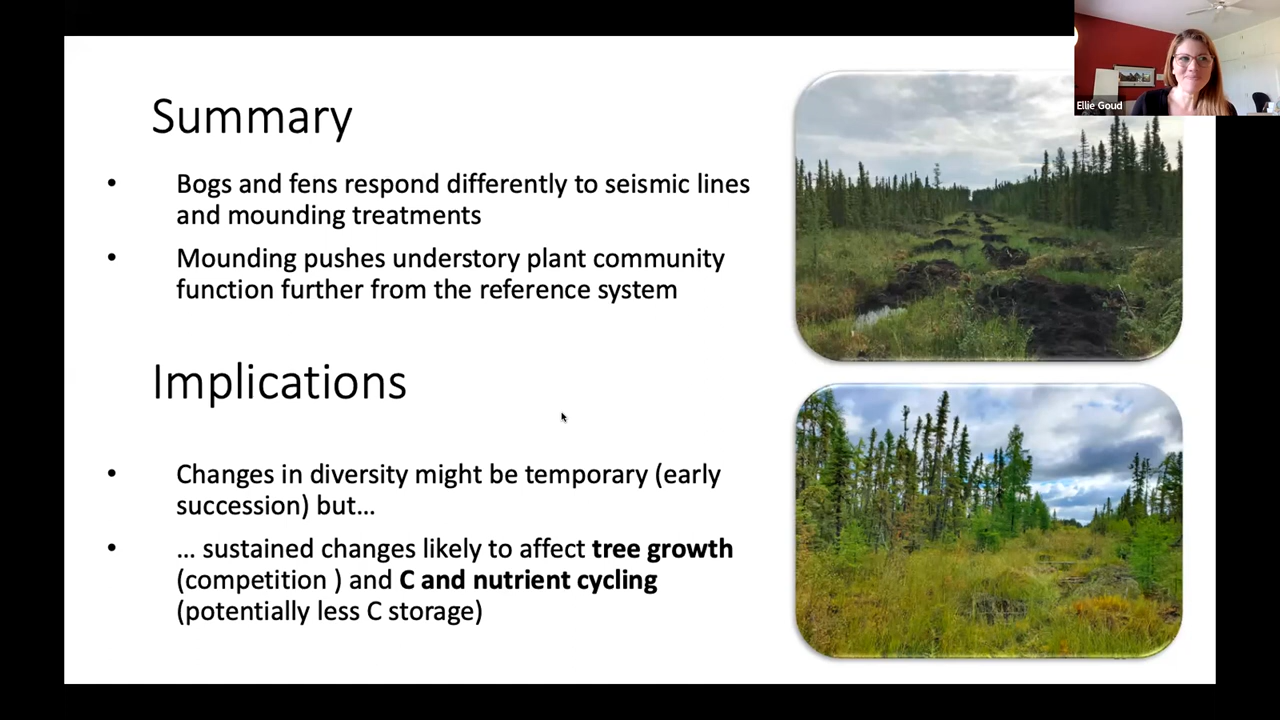 Summary
• Bogs and fens respond differently to seismic lines
and mounding treatments
• Mounding pushes understory plant community
function further from the reference system
Implications
• Changes in diversity might be temporary (early
succession) but...
• ... sustained changes likely to affect tree growth
(competition ) and C and nutrient cycling
(potentially less C storage)
Ellie Goud